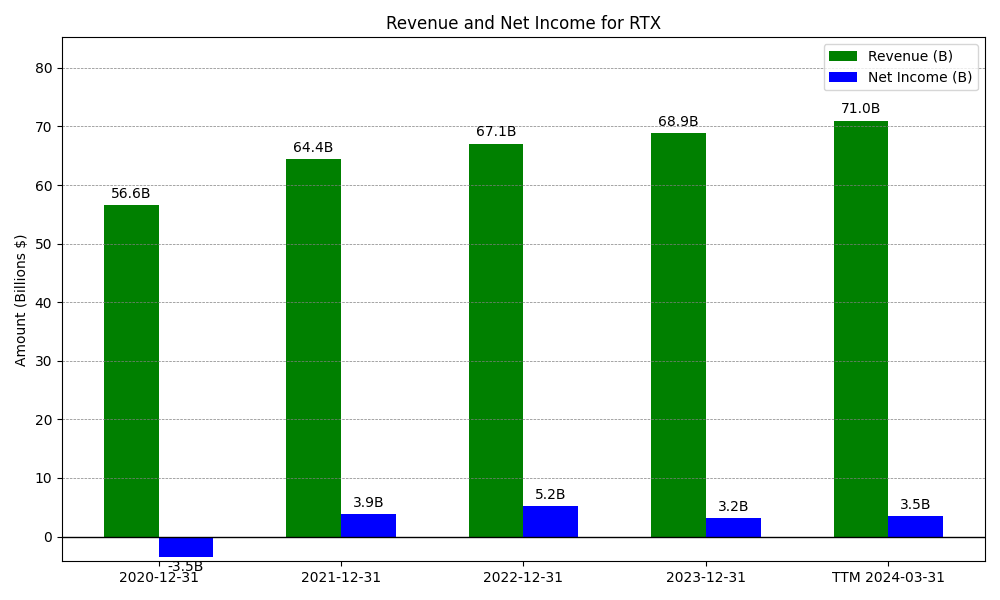 Revenue and Net Income for RTX
Revenue (B)
Net Income (B)
Amount (Billions $)
80
70
60
50
40
30
20
10
0
56.6B
64.4B
67.1B
68.9B
71.0B
-3.5B
3.9B
5.2B
3.2B
3.5B
2020-12-31
2021-12-31
2022-12-31
2023-12-31
TTM 2024-03-31